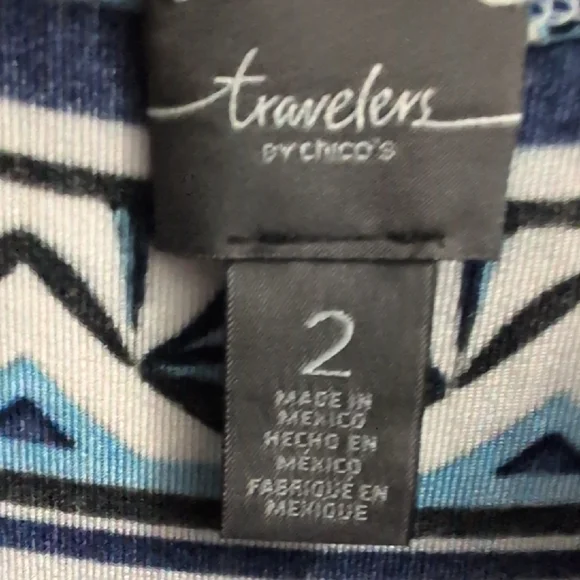 travelers
BY CHICO'S
2
MADE IN
MEXICO
HECHO EN
MÉXICO
FABRIQUÉ EN
MEXIQUE